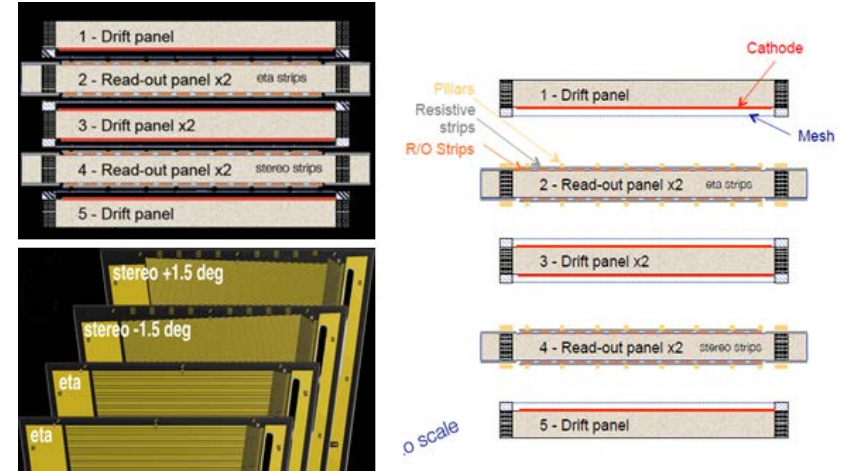 1 - Drift panel
2 - Read-out panel x2 eta strips
3 - Drift panel x2
4 - Read-out panel x2 stereo strips
5 - Drift panel
stereo +1.5 deg
stereo -1.5 deg
eta
eta
Cathode
1 - Drift panel
Mesh
Pillars
Resistive
strips
R/O Strips
2 - Read-out panel x2 eta strips
3 - Drift panel x2
4 - Read-out panel x2 stereo strips
5 - Drift panel
o scale